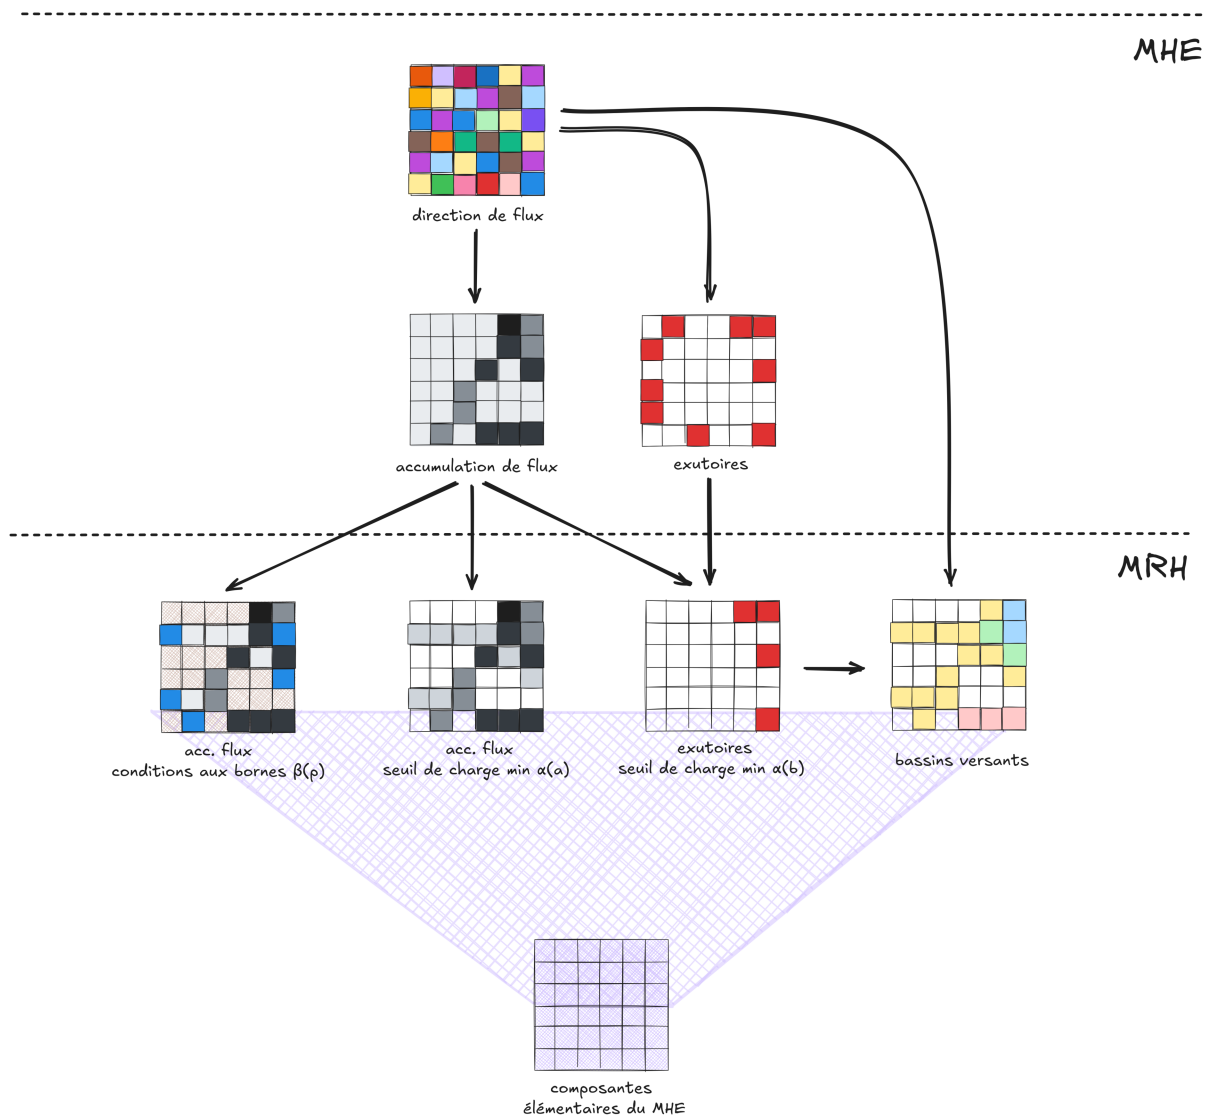 MHE
direction de flux
accumulation de flux
exutoires
MRH
acc. flux
conditions aux bornes β(ρ)
acc. flux
seuil de charge min α(a)
exutoires
seuil de charge min α(b)
bassins versants
composantes
élémentaires du MHE